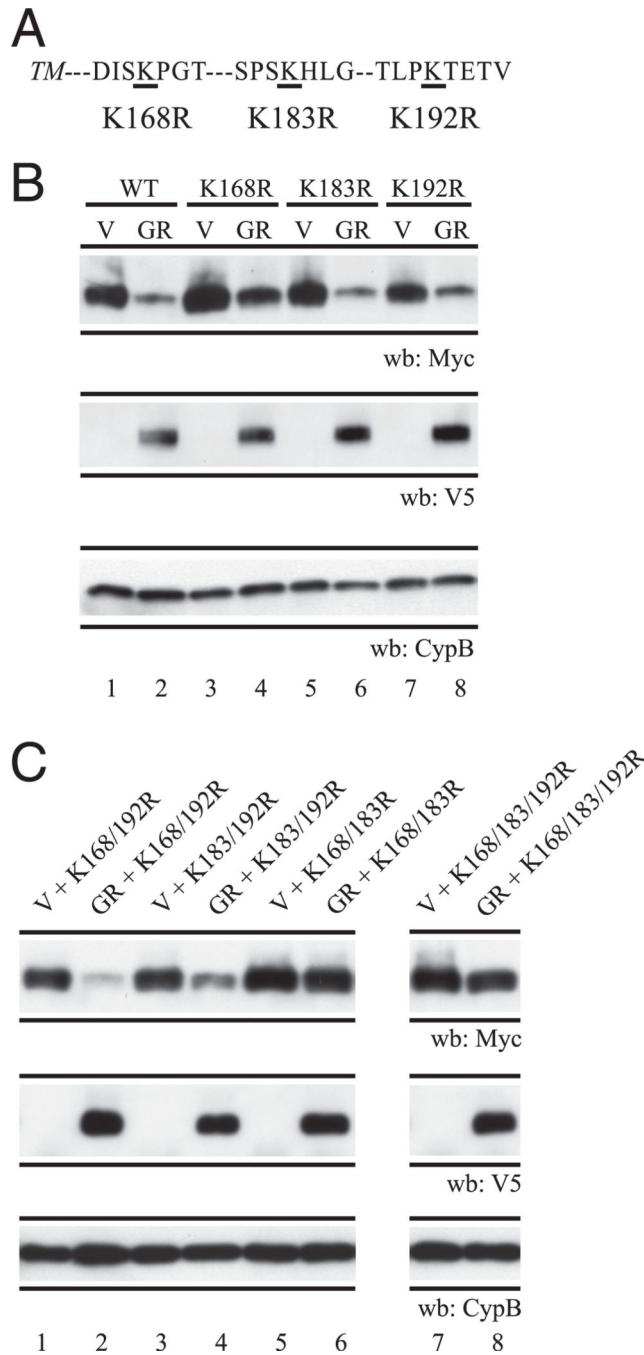 A
TM---DISKPGT---SPSKHLG--TLPKTETV
K168R K183R K192R
B
WT K168R K183R K192R
V GR V GR V GR V GR
wb: Myc
wb: V5
wb: CypB
1 2 3 4 5 6 7 8
C
V + K168/192R
GR + K168/192R
V + K183/192R
GR + K183/192R
V + K168/183R
GR + K168/183R
V + K168/183/192R
GR + K168/183/192R
wb: Myc
wb: V5
wb: CypB
1 2 3 4 5 6 7 8